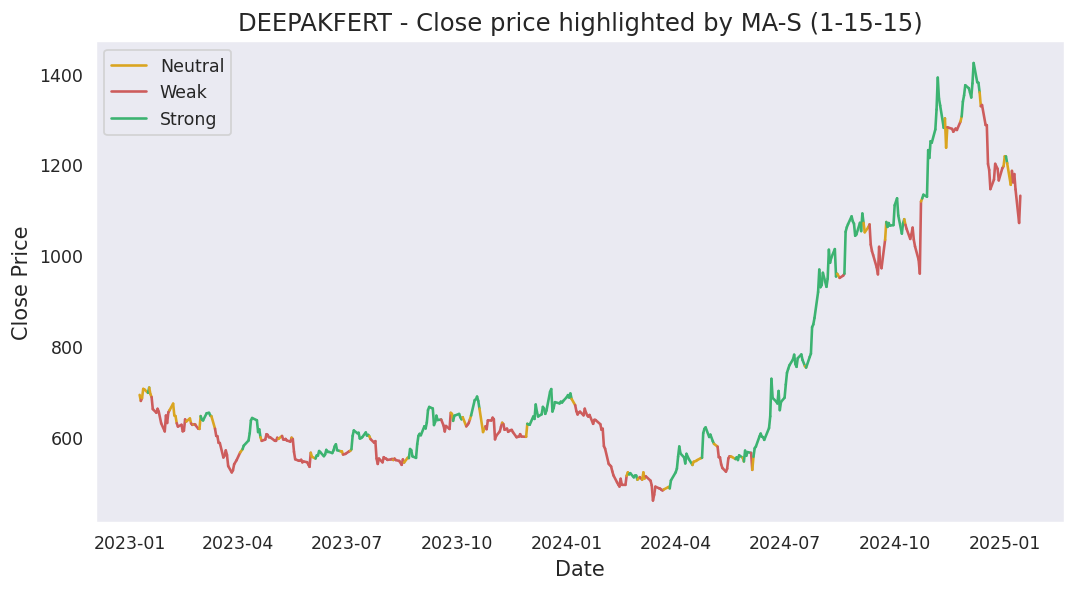 DEEPAKFERT - Close price highlighted by MA-S (1-15-15)
Neutral
Weak
Strong
Close Price
1400
1200
1000
800
600
2023-01 2023-04 2023-07 2023-10 2024-01 2024-04 2024-07 2024-10 2025-01
Date